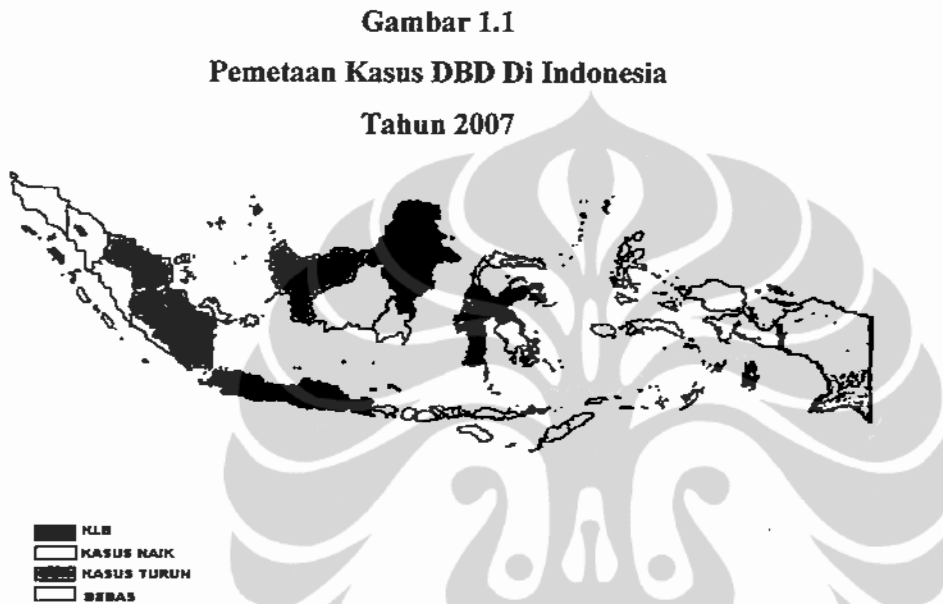 Gambar 1.1
Pemetaan Kasus DBD Di Indonesia
Tahun 2007
KLB
KASUS NAIK
KASUS TURUN
BEBAS